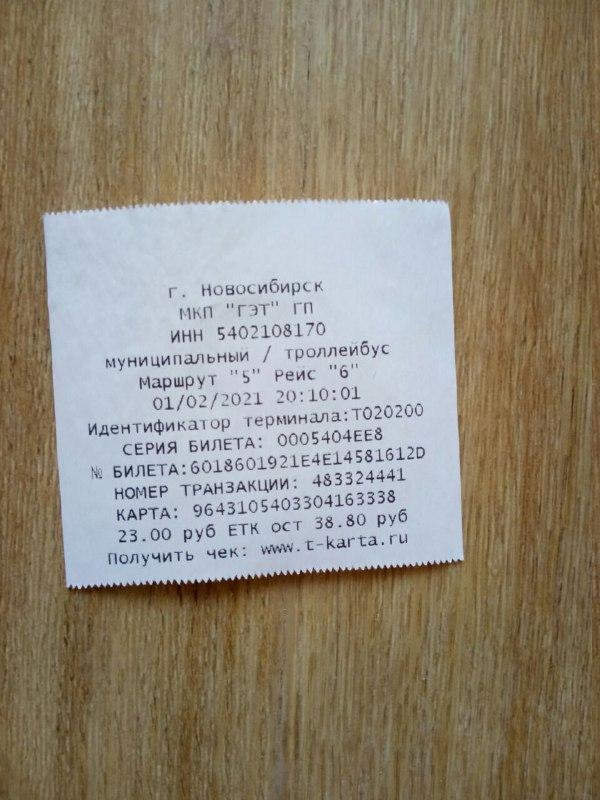 г. Новосибирск
МКП "ГЭТ" ГП
ИНН 5402108170
муниципальный / троллейбус
Маршрут "5" Рейс "6"
01/02/2021 20:10:01
Идентификатор терминала:T020200
СЕРИЯ БИЛЕТА: 0005404EE8
№ БИЛЕТА:6018601921E4E14581612D
НОМЕР ТРАНЗАКЦИИ: 483324441
КАРТА: 9643105403304163338
23.00 руб ЕТК ост 38.80 руб
Получить чек: www.t-karta.ru